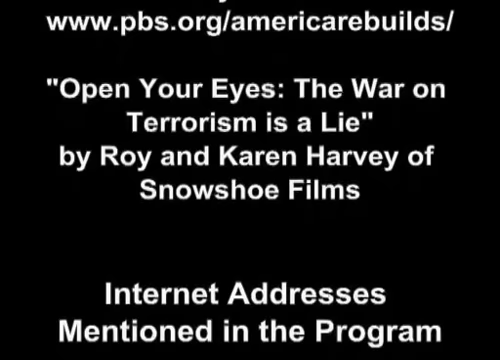 www.pbs.org/americarebuilds/
"Open Your Eyes: The War on
Terrorism is a Lie"
by Roy and Karen Harvey of
Snowshoe Films
Internet Addresses
Mentioned in the Program